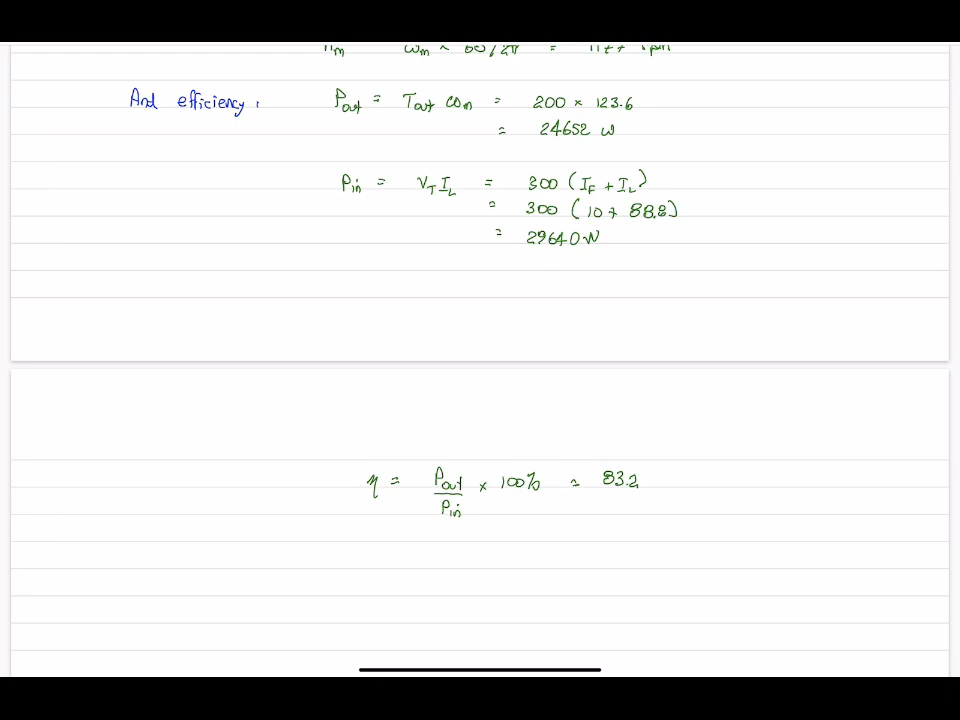 And efficiency, Pout = Tout ωm = 200 × 123.6
= 24652 W
Pin = VT IL = 300 (IF + IL)
= 300 (10 + 88.8)
= 29640W
η = Pout/Pin × 100% = 83.2